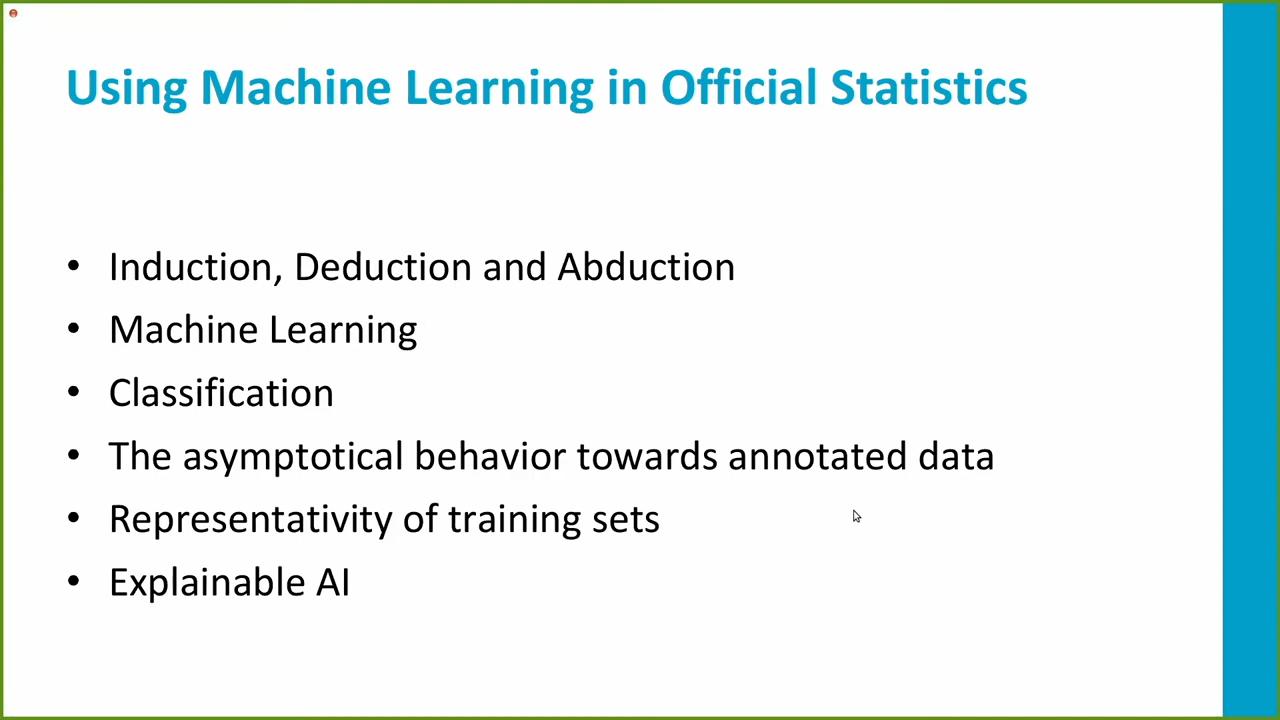 Using Machine Learning in Official Statistics
• Induction, Deduction and Abduction
• Machine Learning
• Classification
• The asymptotical behavior towards annotated data
• Representativity of training sets
• Explainable AI